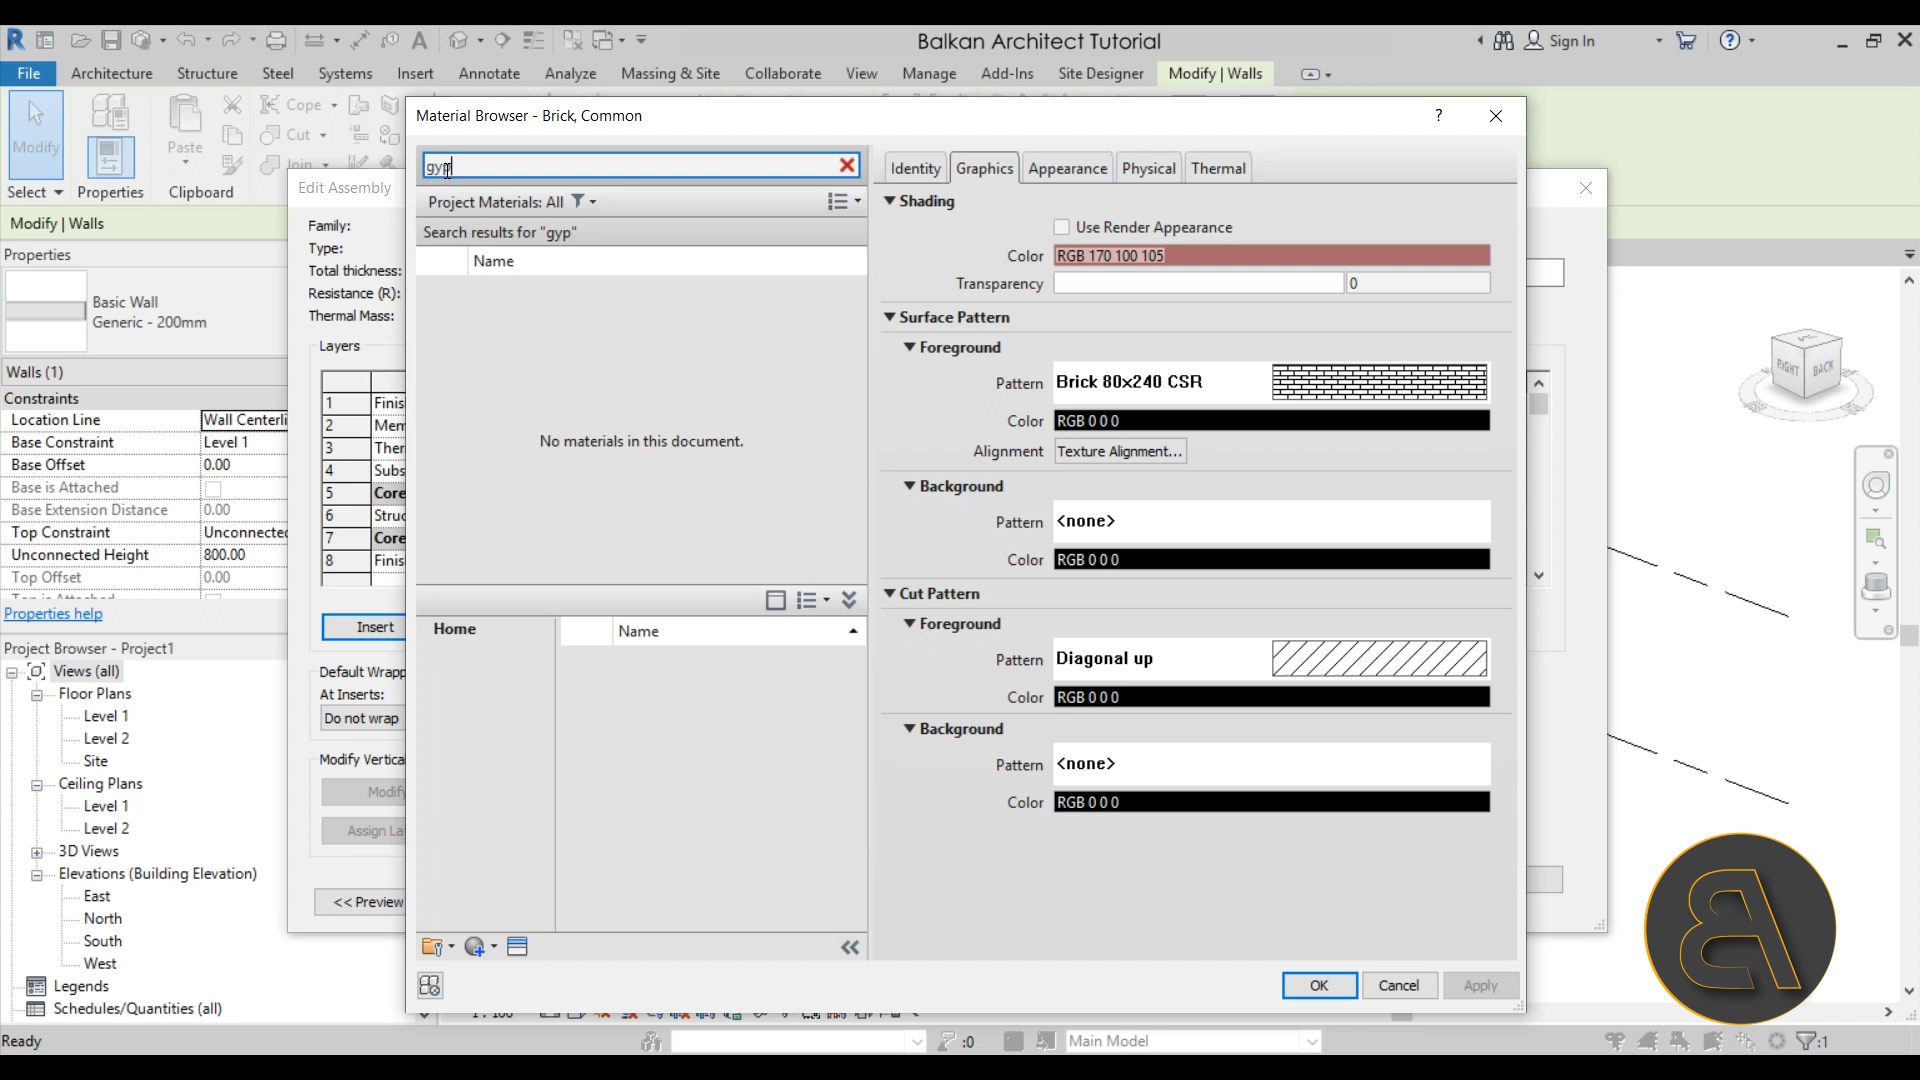 Balkan Architect Tutorial
Sign In
File Architecture Structure Steel Systems Insert Annotate Analyze Massing & Site Collaborate View Manage Add-Ins Site Designer Modify | Walls
Modify
Select
Properties
Paste
Clipboard
Cope
Cut
Join
Modify | Walls
Properties
Basic Wall
Generic - 200mm
Walls (1)
Constraints
Location Line Wall Centerli
Base Constraint Level 1
Base Offset 0.00
Base is Attached
Base Extension Distance 0.00
Top Constraint Unconnected
Unconnected Height 800.00
Top Offset 0.00
Properties help
Project Browser - Project1
Views (all)
Floor Plans
Level 1
Level 2
Site
Ceiling Plans
Level 1
Level 2
3D Views
Elevations (Building Elevation)
East
North
South
West
Legends
Schedules/Quantities (all)
Edit Assembly
Family:
Type:
Total thickness:
Resistance (R):
Thermal Mass:
Layers
1 Finis
2 Mem
3 Ther
4 Subs
5 Core
6 Struc
7 Core
8 Finis
Insert
Default Wrapp
At Inserts:
Do not wrap
Modify Vertica
Modify
Assign La
<< Preview
Material Browser - Brick, Common
?
gyp
Project Materials: All
Search results for "gyp"
Name
No materials in this document.
Home
Name
Identity Graphics Appearance Physical Thermal
Shading
Use Render Appearance
Color RGB 170 100 105
Transparency 0
Surface Pattern
Foreground
Pattern Brick 80x240 CSR
Color RGB 0 0 0
Alignment Texture Alignment...
Background
Pattern <none>
Color RGB 0 0 0
Cut Pattern
Foreground
Pattern Diagonal up
Color RGB 0 0 0
Background
Pattern <none>
Color RGB 0 0 0
OK Cancel Apply
RIGHT BACK
Ready
:0
Main Model
:1